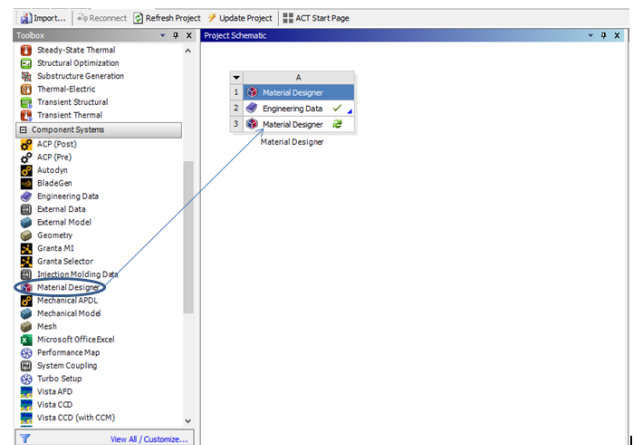 Import... Reconnect Refresh Project Update Project ACT Start Page
Toolbox
Steady-State Thermal
Structural Optimization
Substructure Generation
Thermal-Electric
Transient Structural
Transient Thermal
Component Systems
ACP (Post)
ACP (Pre)
Autodyn
BladeGen
Engineering Data
External Data
External Model
Geometry
Granta MI
Granta Selector
Injection Molding Data
Material Designer
Mechanical APDL
Mechanical Model
Mesh
Microsoft Office Excel
Performance Map
System Coupling
Turbo Setup
Vista AFD
Vista CCD
Vista CCD (with CCM)
View All / Customize...
Project Schematic
A
1 Material Designer
2 Engineering Data
3 Material Designer
Material Designer